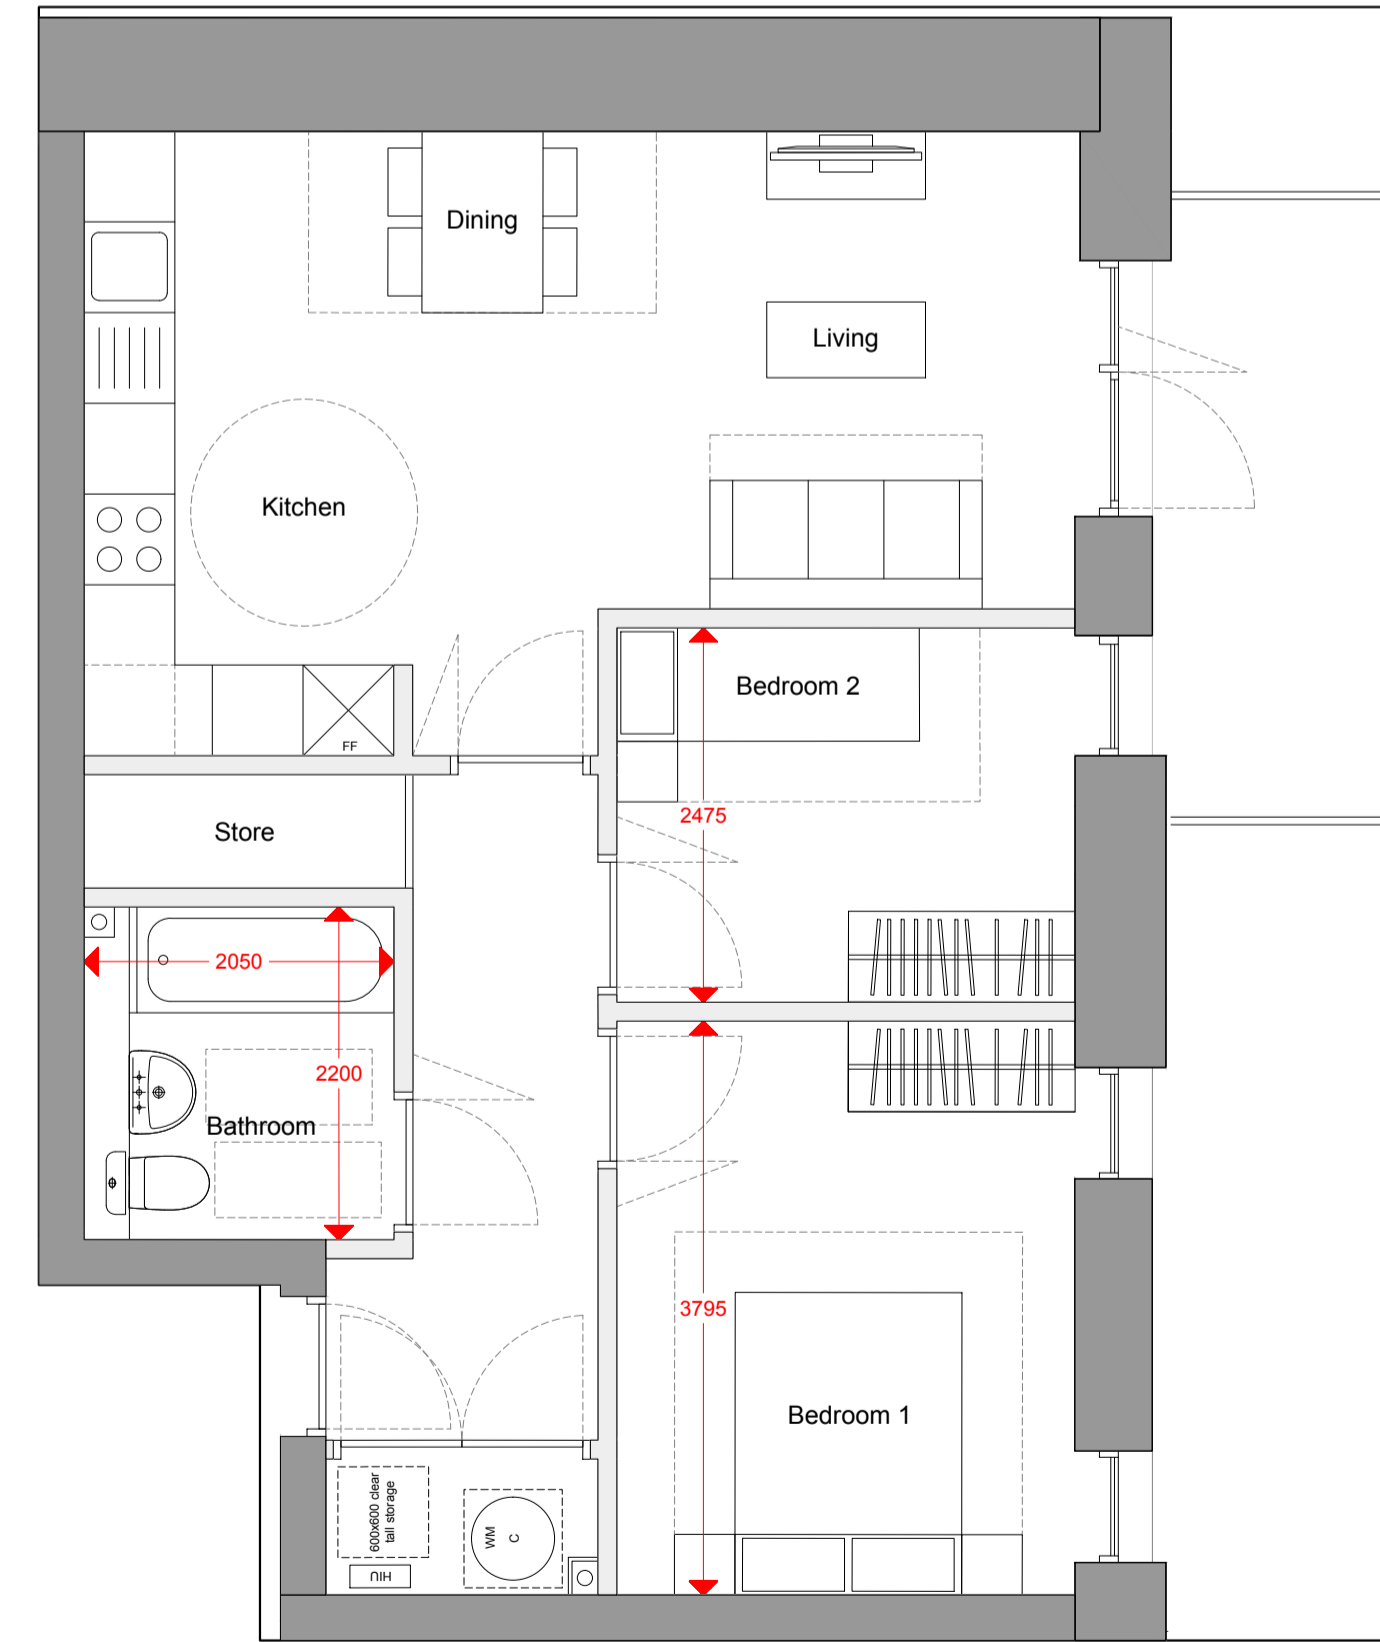 Dining
Living
Kitchen
Bedroom 2
FF
2475
Store
2050
2200
Bathroom
3795
Bedroom 1
600x600 clear
tall storage
WM
C
HIU